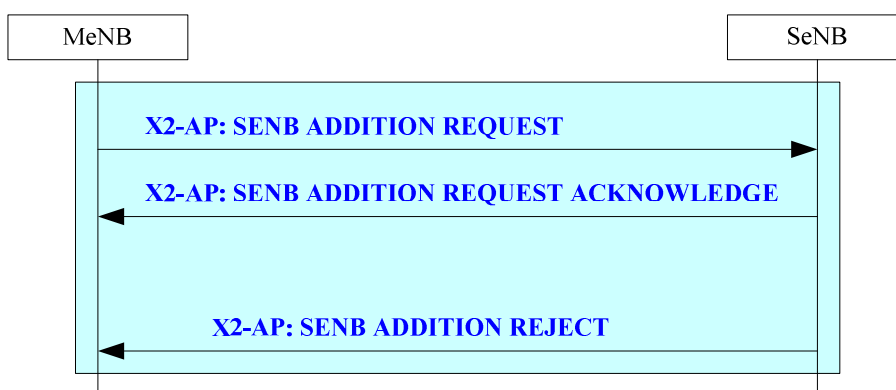 MeNB
SeNB
X2-AP: SENB ADDITION REQUEST
X2-AP: SENB ADDITION REQUEST ACKNOWLEDGE
X2-AP: SENB ADDITION REJECT